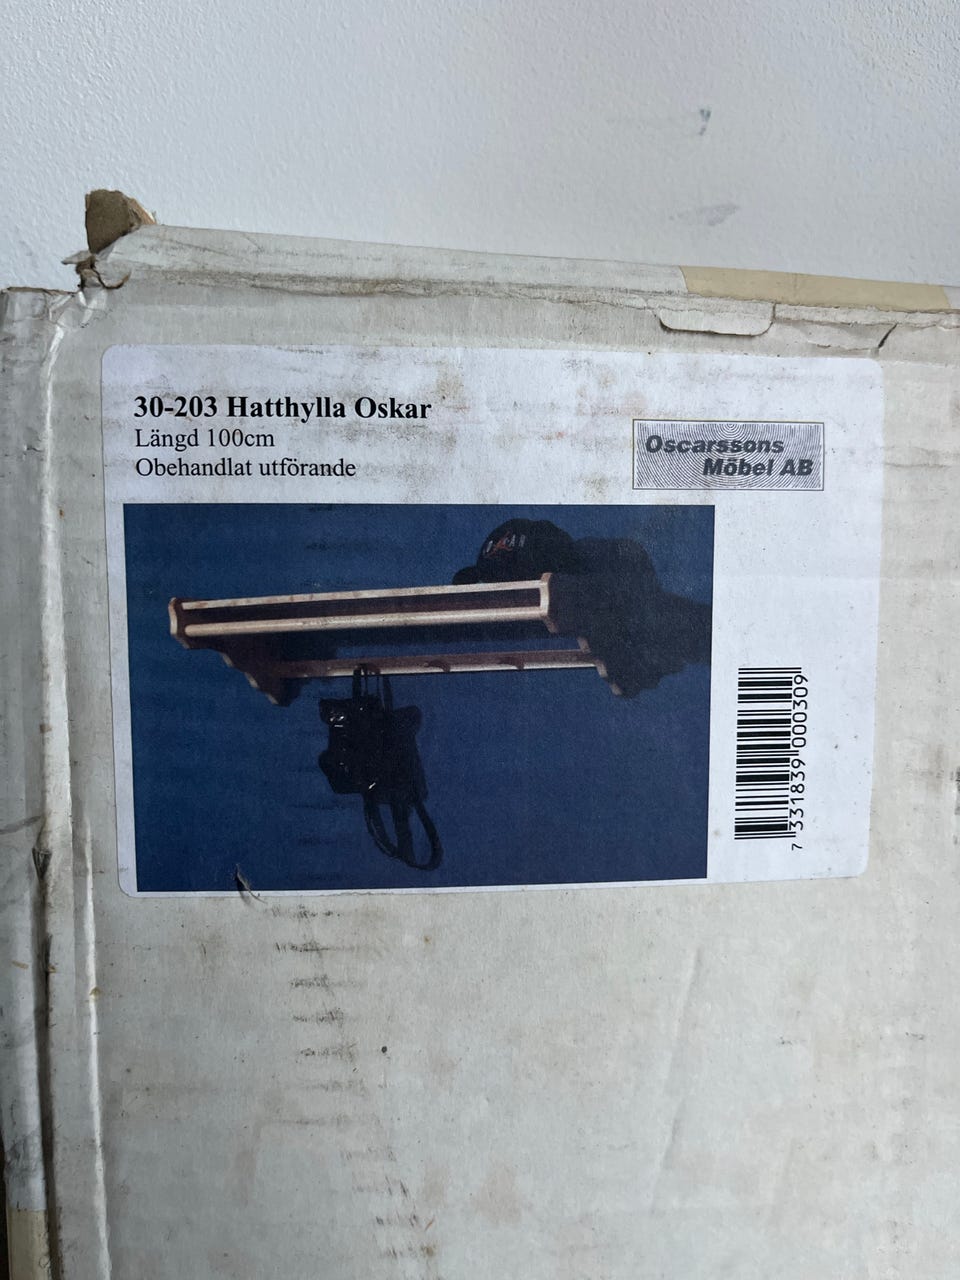 30-203 Hatthylla Oskar
Längd 100cm
Obehandlat utförande
Oscarssons
Möbel AB
7 331839 000309